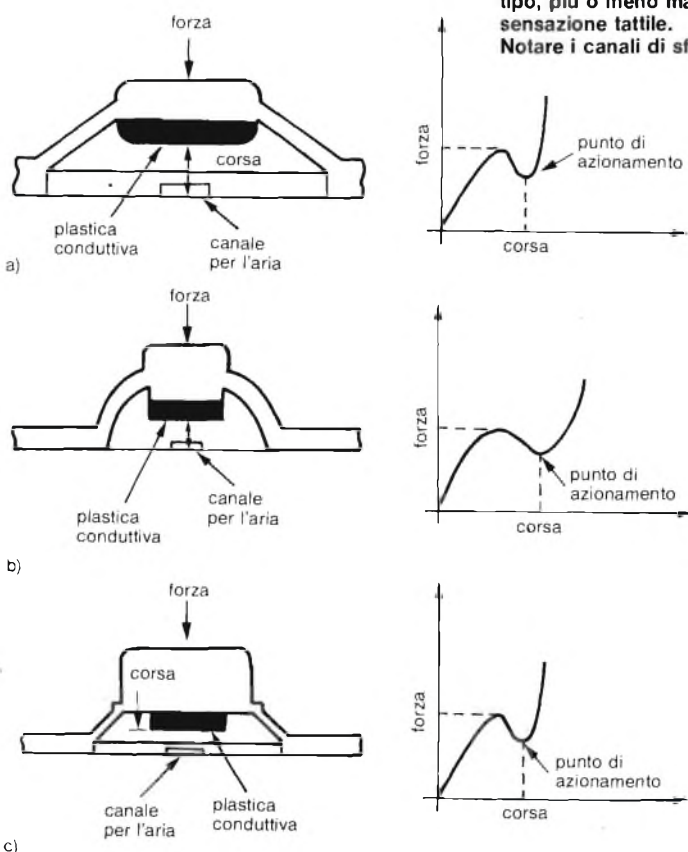 tipo, più o meno
sensazione tattile.
Notare i canali di
forza
corsa
plastica
conduttiva
canale
per l'aria
a)
forza
punto di
azionamento
corsa
forza
plastica
conduttiva
canale
per l'aria
b)
forza
punto di
azionamento
corsa
forza
corsa
canale
per l'aria
plastica
conduttiva
c)
forza
punto di
azionamento
corsa